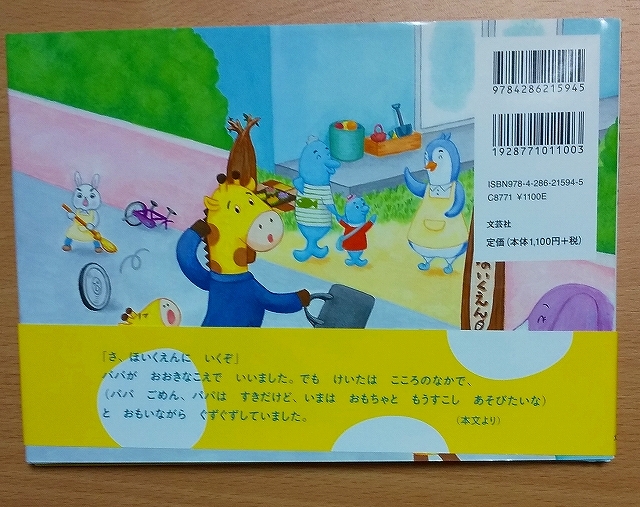 9784286215945
1928771011003
ISBN978-4-286-21594-5
C8771 ¥1100E
文芸社
定価(本体1,100円+税)
いくえん
「さ、ほいくえんに いくぞ」
パパが おおきなこえで いいました。でも けいたは こころのなかで、
(パパ ごめん、パパは すきだけど、いまは おもちゃと もうすこし あそびたいな)
と おもいながら ぐずぐずしていました。
(本文より)